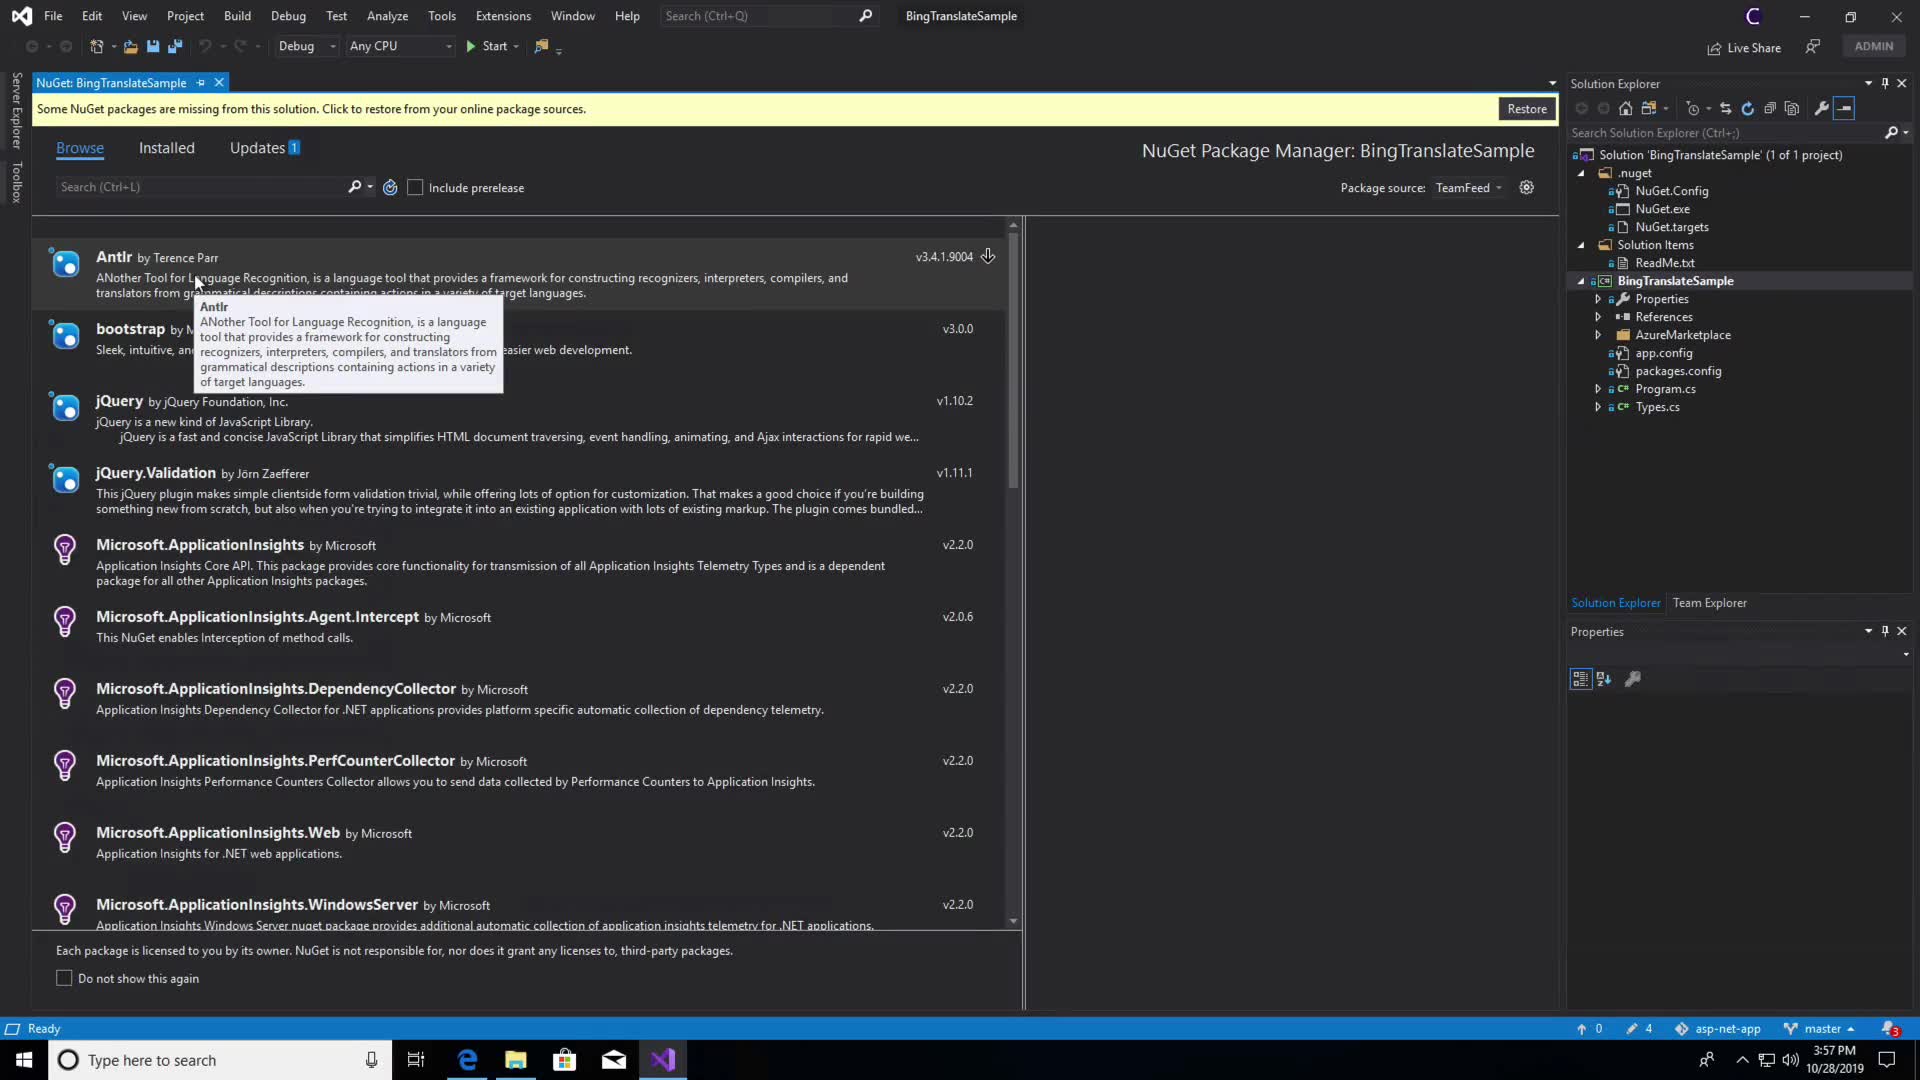 File Edit View Project Build Debug Test Analyze Tools Extensions Window Help Search (Ctrl+Q) BingTranslateSample
Debug Any CPU Start Live Share ADMIN
Server Explorer
Toolbox
NuGet: BingTranslateSample
Some NuGet packages are missing from this solution. Click to restore from your online package sources. Restore
Browse Installed Updates 1 NuGet Package Manager: BingTranslateSample
Search (Ctrl+L) Include prerelease Package source: TeamFeed
Antlr by Terence Parr v3.4.1.9004
ANother Tool for Language Recognition, is a language tool that provides a framework for constructing recognizers, interpreters, compilers, and
translators from grammatical descriptions containing actions in a variety of target languages.
Antlr
ANother Tool for Language Recognition, is a language
tool that provides a framework for constructing
recognizers, interpreters, compilers, and translators from
grammatical descriptions containing actions in a variety
of target languages.
bootstrap by M v3.0.0
Sleek, intuitive, an easier web development.
jQuery by jQuery Foundation, Inc. v1.10.2
jQuery is a new kind of JavaScript Library.
jQuery is a fast and concise JavaScript Library that simplifies HTML document traversing, event handling, animating, and Ajax interactions for rapid we...
jQuery.Validation by Jörn Zaefferer v1.11.1
This jQuery plugin makes simple clientside form validation trivial, while offering lots of option for customization. That makes a good choice if you're building
something new from scratch, but also when you're trying to integrate it into an existing application with lots of existing markup. The plugin comes bundled...
Microsoft.ApplicationInsights by Microsoft v2.2.0
Application Insights Core API. This package provides core functionality for transmission of all Application Insights Telemetry Types and is a dependent
package for all other Application Insights packages.
Microsoft.ApplicationInsights.Agent.Intercept by Microsoft v2.0.6
This NuGet enables Interception of method calls.
Microsoft.ApplicationInsights.DependencyCollector by Microsoft v2.2.0
Application Insights Dependency Collector for .NET applications provides platform specific automatic collection of dependency telemetry.
Microsoft.ApplicationInsights.PerfCounterCollector by Microsoft v2.2.0
Application Insights Performance Counters Collector allows you to send data collected by Performance Counters to Application Insights.
Microsoft.ApplicationInsights.Web by Microsoft v2.2.0
Application Insights for .NET web applications.
Microsoft.ApplicationInsights.WindowsServer by Microsoft v2.2.0
Application Insights Windows Server nuget package provides additional automatic collection of application insights telemetry for .NET applications.
Each package is licensed to you by its owner. NuGet is not responsible for, nor does it grant any licenses to, third-party packages.
Do not show this again
Solution Explorer
Search Solution Explorer (Ctrl+;)
Solution 'BingTranslateSample' (1 of 1 project)
.nuget
NuGet.Config
NuGet.exe
NuGet.targets
Solution Items
ReadMe.txt
C# BingTranslateSample
Properties
References
AzureMarketplace
app.config
packages.config
C# Program.cs
C# Types.cs
Solution Explorer Team Explorer
Properties
Ready 0 4 asp-net-app master 3
Type here to search 3:57 PM
10/28/2019